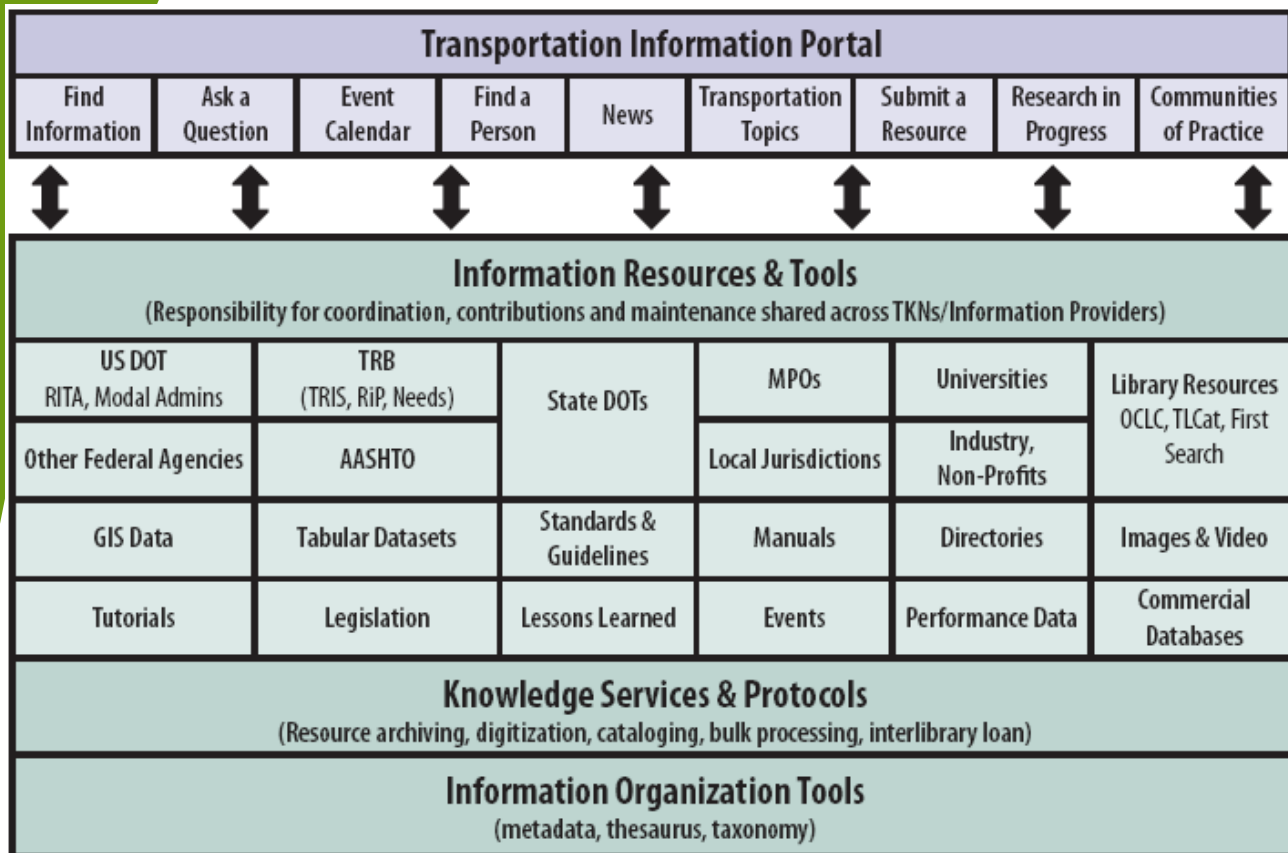 Transportation Information Portal
Find
Information
Ask a
Question
Event
Calendar
Find a
Person
News
Transportation
Topics
Submit a
Resource
Research in
Progress
Communities
of Practice
Information Resources & Tools
(Responsibility for coordination, contributions and maintenance shared across TKNs/Information Providers)
US DOT
RITA, Modal Admins
TRB
(TRIS, RiP, Needs)
State DOTs
MPOs
Universities
Library Resources
OCLC, TLCat, First
Search
Other Federal Agencies
AASHTO
Local Jurisdictions
Industry,
Non-Profits
GIS Data
Tabular Datasets
Standards &
Guidelines
Manuals
Directories
Images & Video
Tutorials
Legislation
Lessons Learned
Events
Performance Data
Commercial
Databases
Knowledge Services & Protocols
(Resource archiving, digitization, cataloging, bulk processing, interlibrary loan)
Information Organization Tools
(metadata, thesaurus, taxonomy)